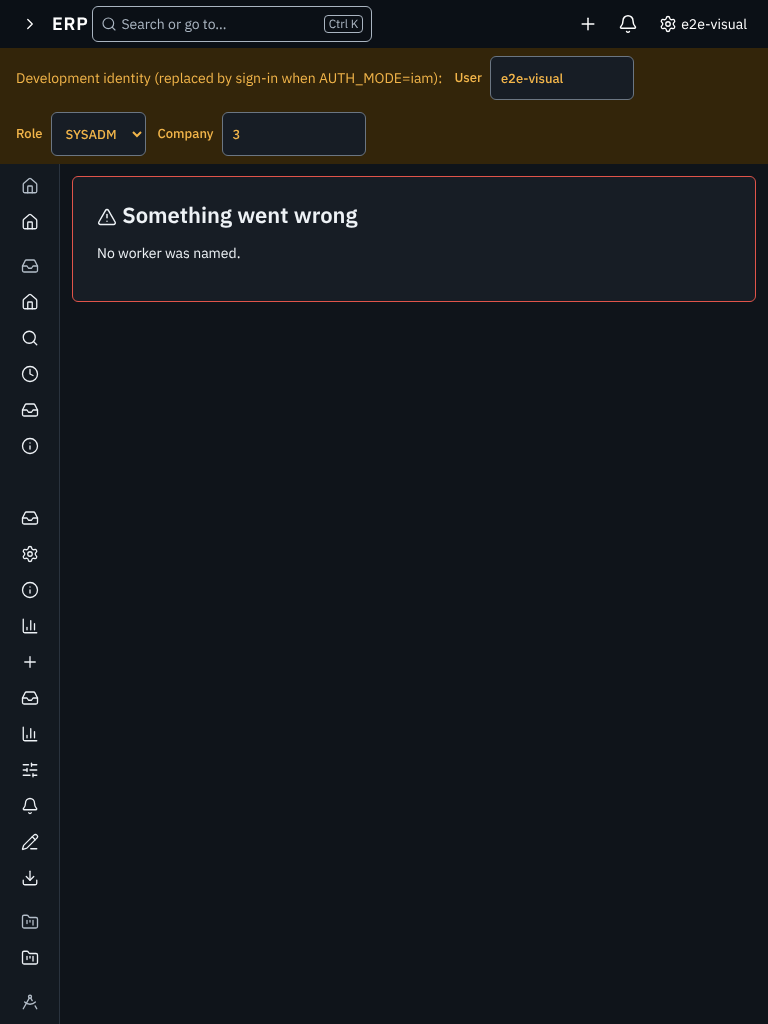 ERP
Search or go to...
Ctrl K
e2e-visual
Development identity (replaced by sign-in when AUTH_MODE=iam):
User
e2e-visual
Role
SYSADM
Company
3
Something went wrong
No worker was named.